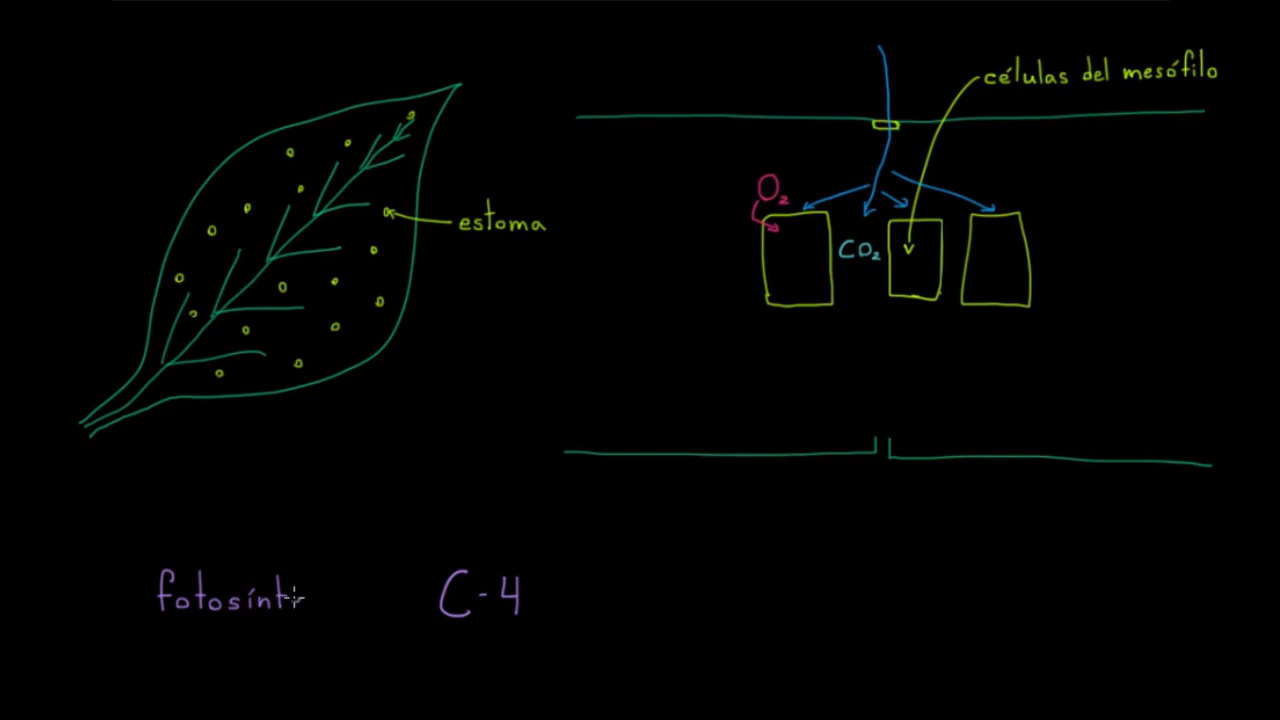 células del mesófilo
O₂
estoma
CO₂
fotosínt
C-4